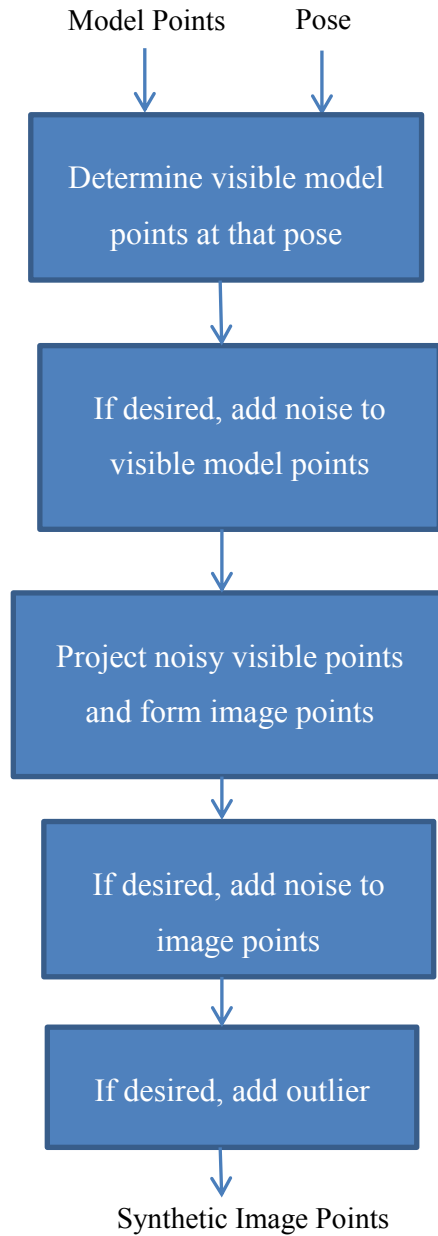 Model Points Pose
Determine visible model
points at that pose
If desired, add noise to
visible model points
Project noisy visible points
and form image points
If desired, add noise to
image points
If desired, add outlier
Synthetic Image Points